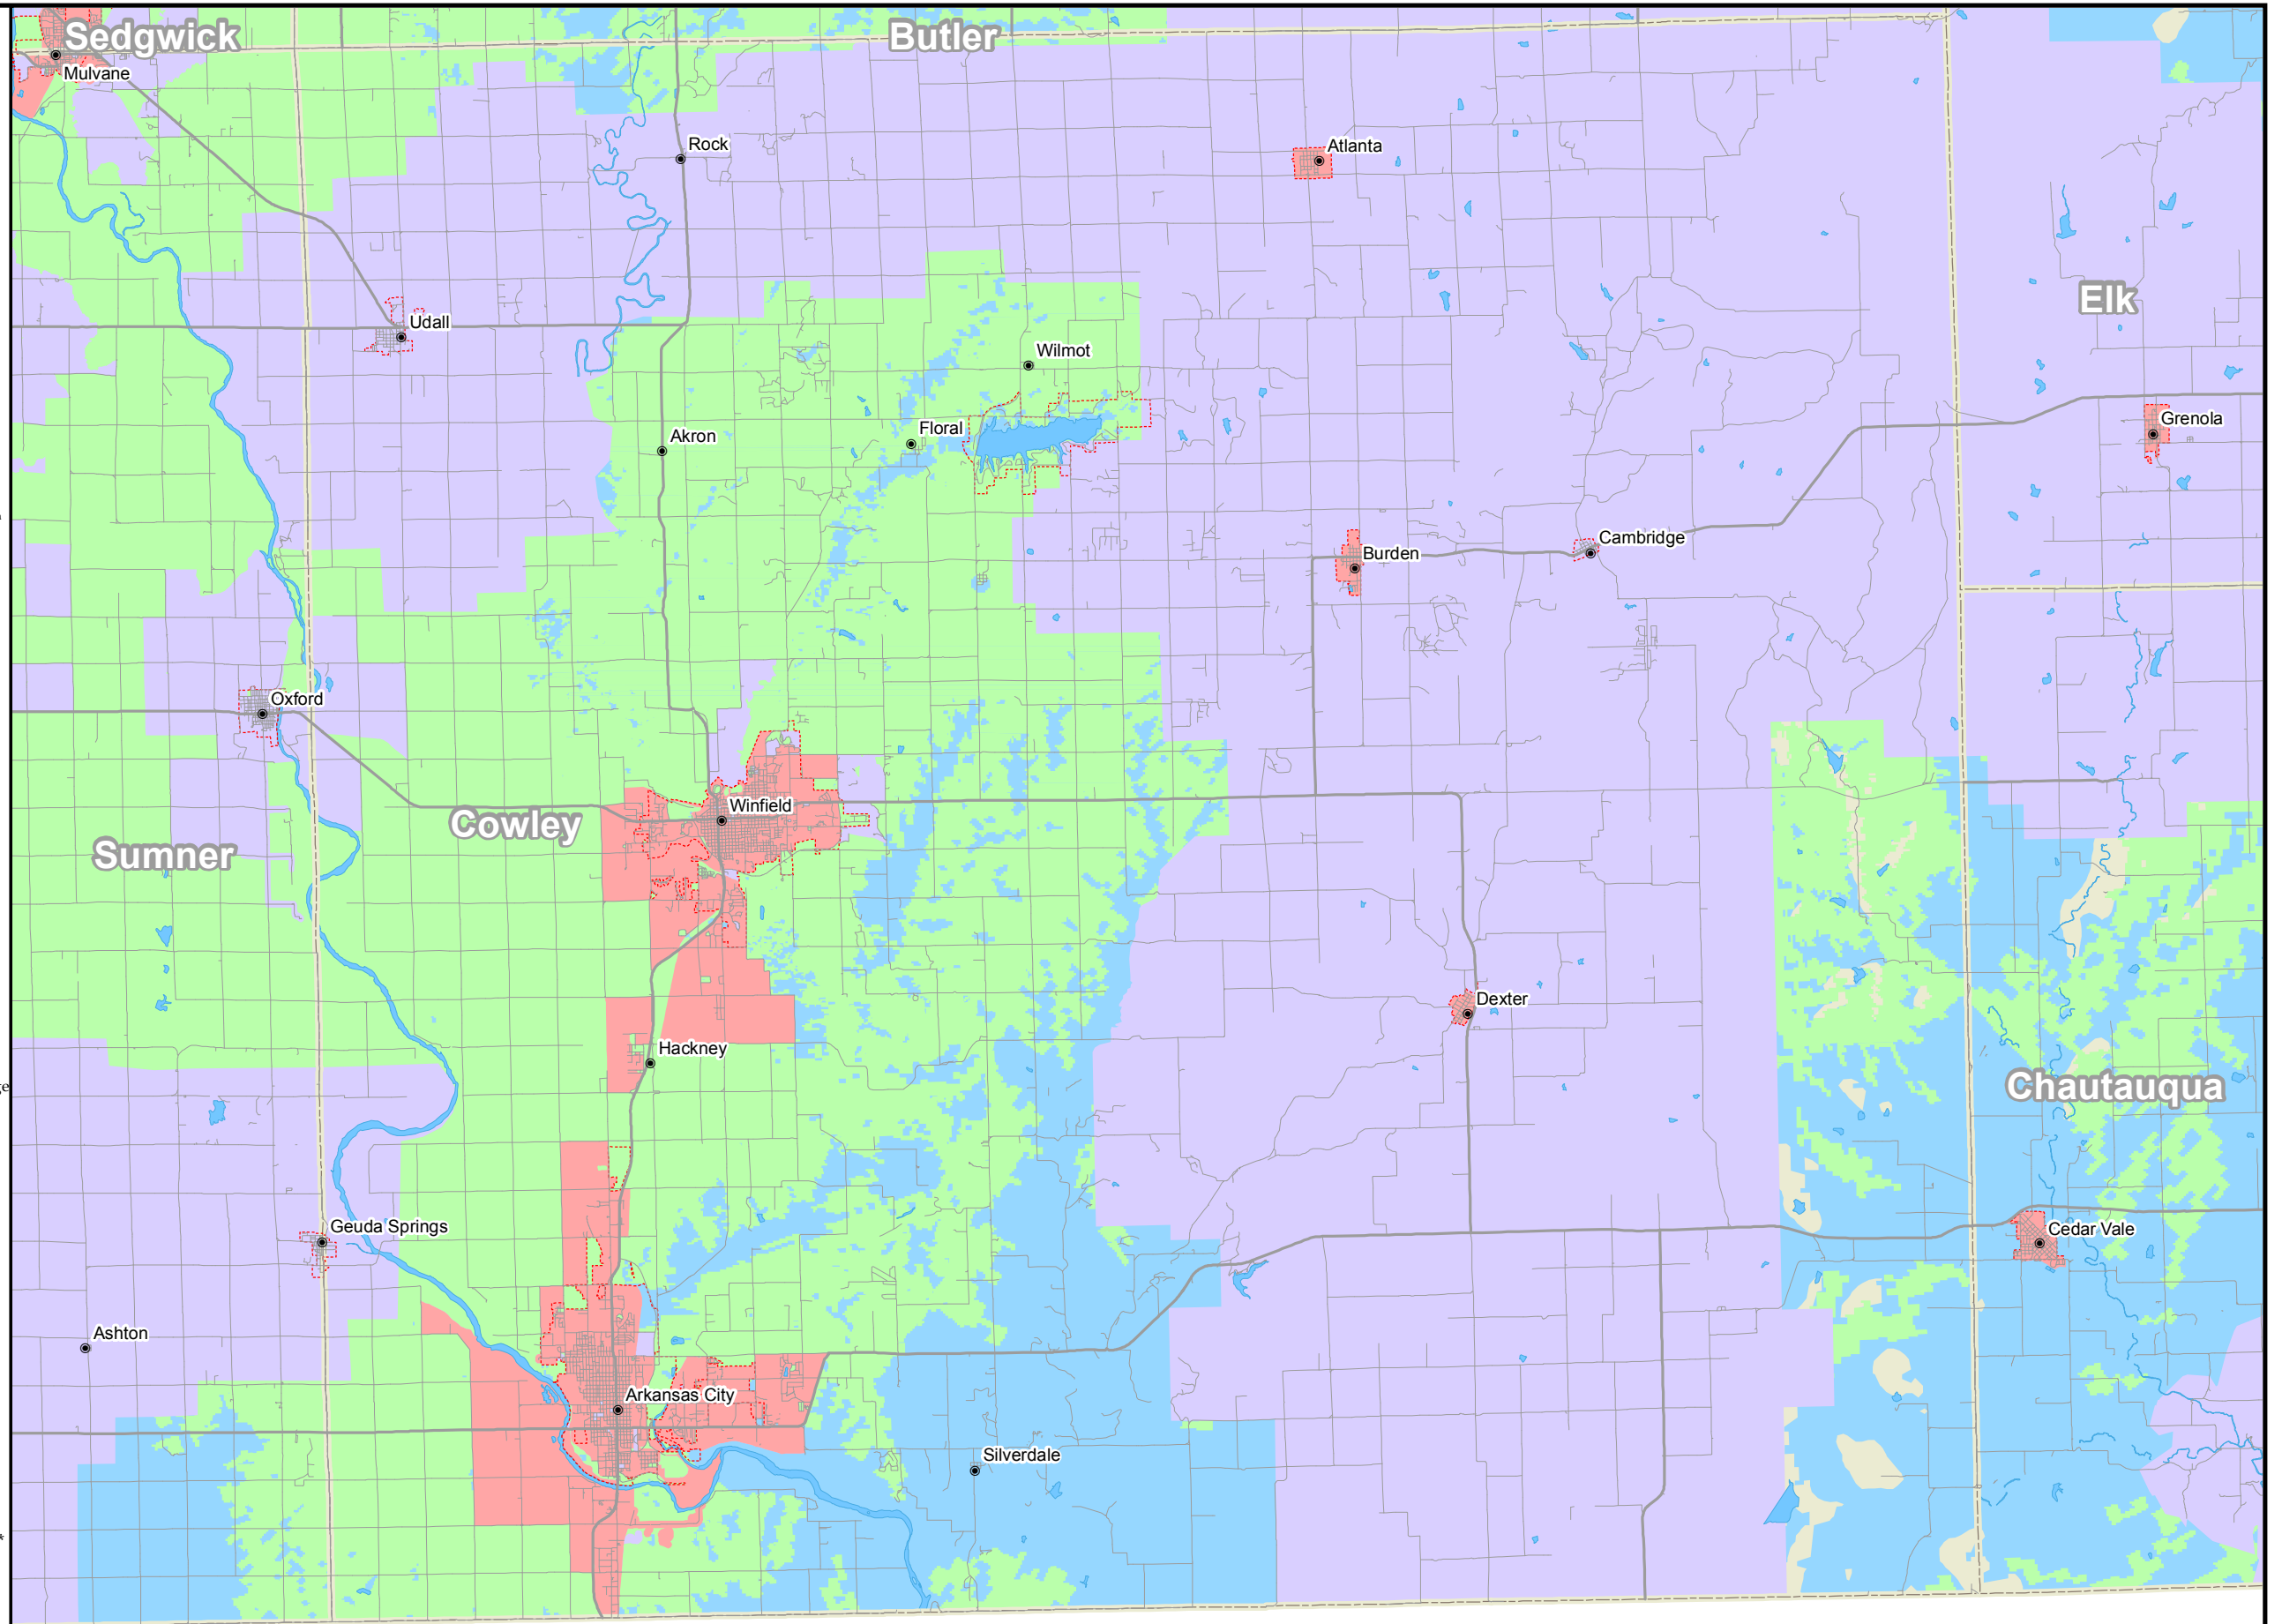 Sedgwick
Butler
Mulvane
Rock
Atlanta
Elk
Udall
Wilmot
Grenola
Floral
Akron
Cambridge
Burden
Oxford
Winfield
Cowley
Sumner
Dexter
Hackney
Chautauqua
Geuda Springs
Cedar Vale
Ashton
Arkansas City
Silverdale
*